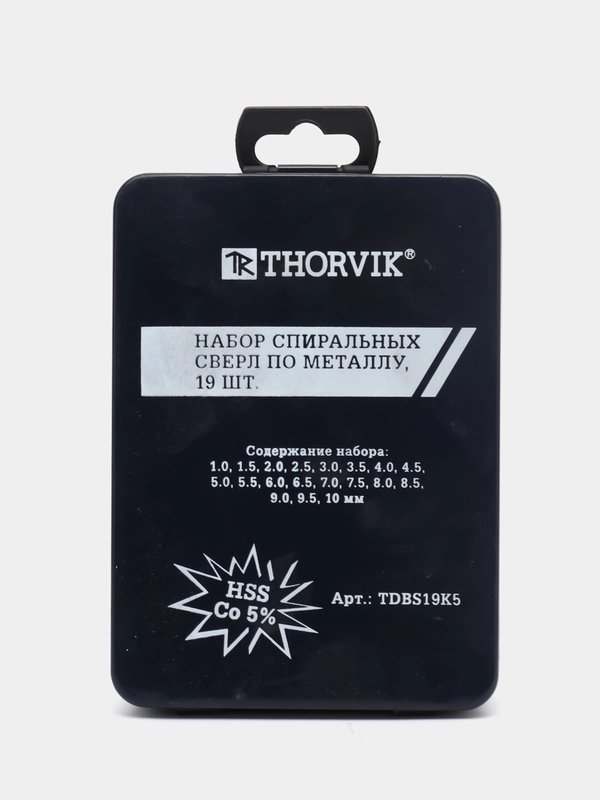 TR THORVIK®
НАБОР СПИРАЛЬНЫХ
СВЕРЛ ПО МЕТАЛЛУ,
19 ШТ.
Содержание набора:
1.0, 1.5, 2.0, 2.5, 3.0, 3.5, 4.0, 4.5,
5.0, 5.5, 6.0, 6.5, 7.0, 7.5, 8.0, 8.5,
9.0, 9.5, 10 мм
HSS
Co 5%
Арт.: TDBS19K5